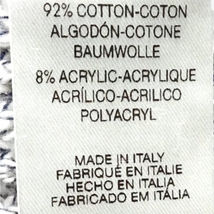 92% COTTON-COTON
ALGODÓN-COTONE
BAUMWOLLE
8% ACRYLIC-ACRYLIQUE
ACRÍLICO-ACRILICO
POLYACRYL
MADE IN ITALY
FABRIQUÉ EN ITALIE
HECHO EN ITALIA
FABRICADO EM ITÁLIA